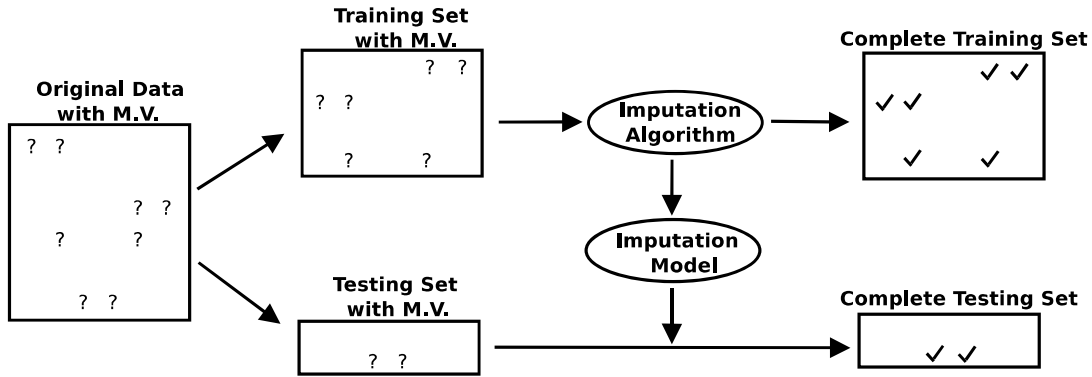 Original Data
with M.V.
? ?
? ?
? ?
? ?
Training Set
with M.V.
? ?
? ?
? ?
Imputation
Algorithm
Complete Training Set
Imputation
Model
Testing Set
with M.V.
? ?
Complete Testing Set